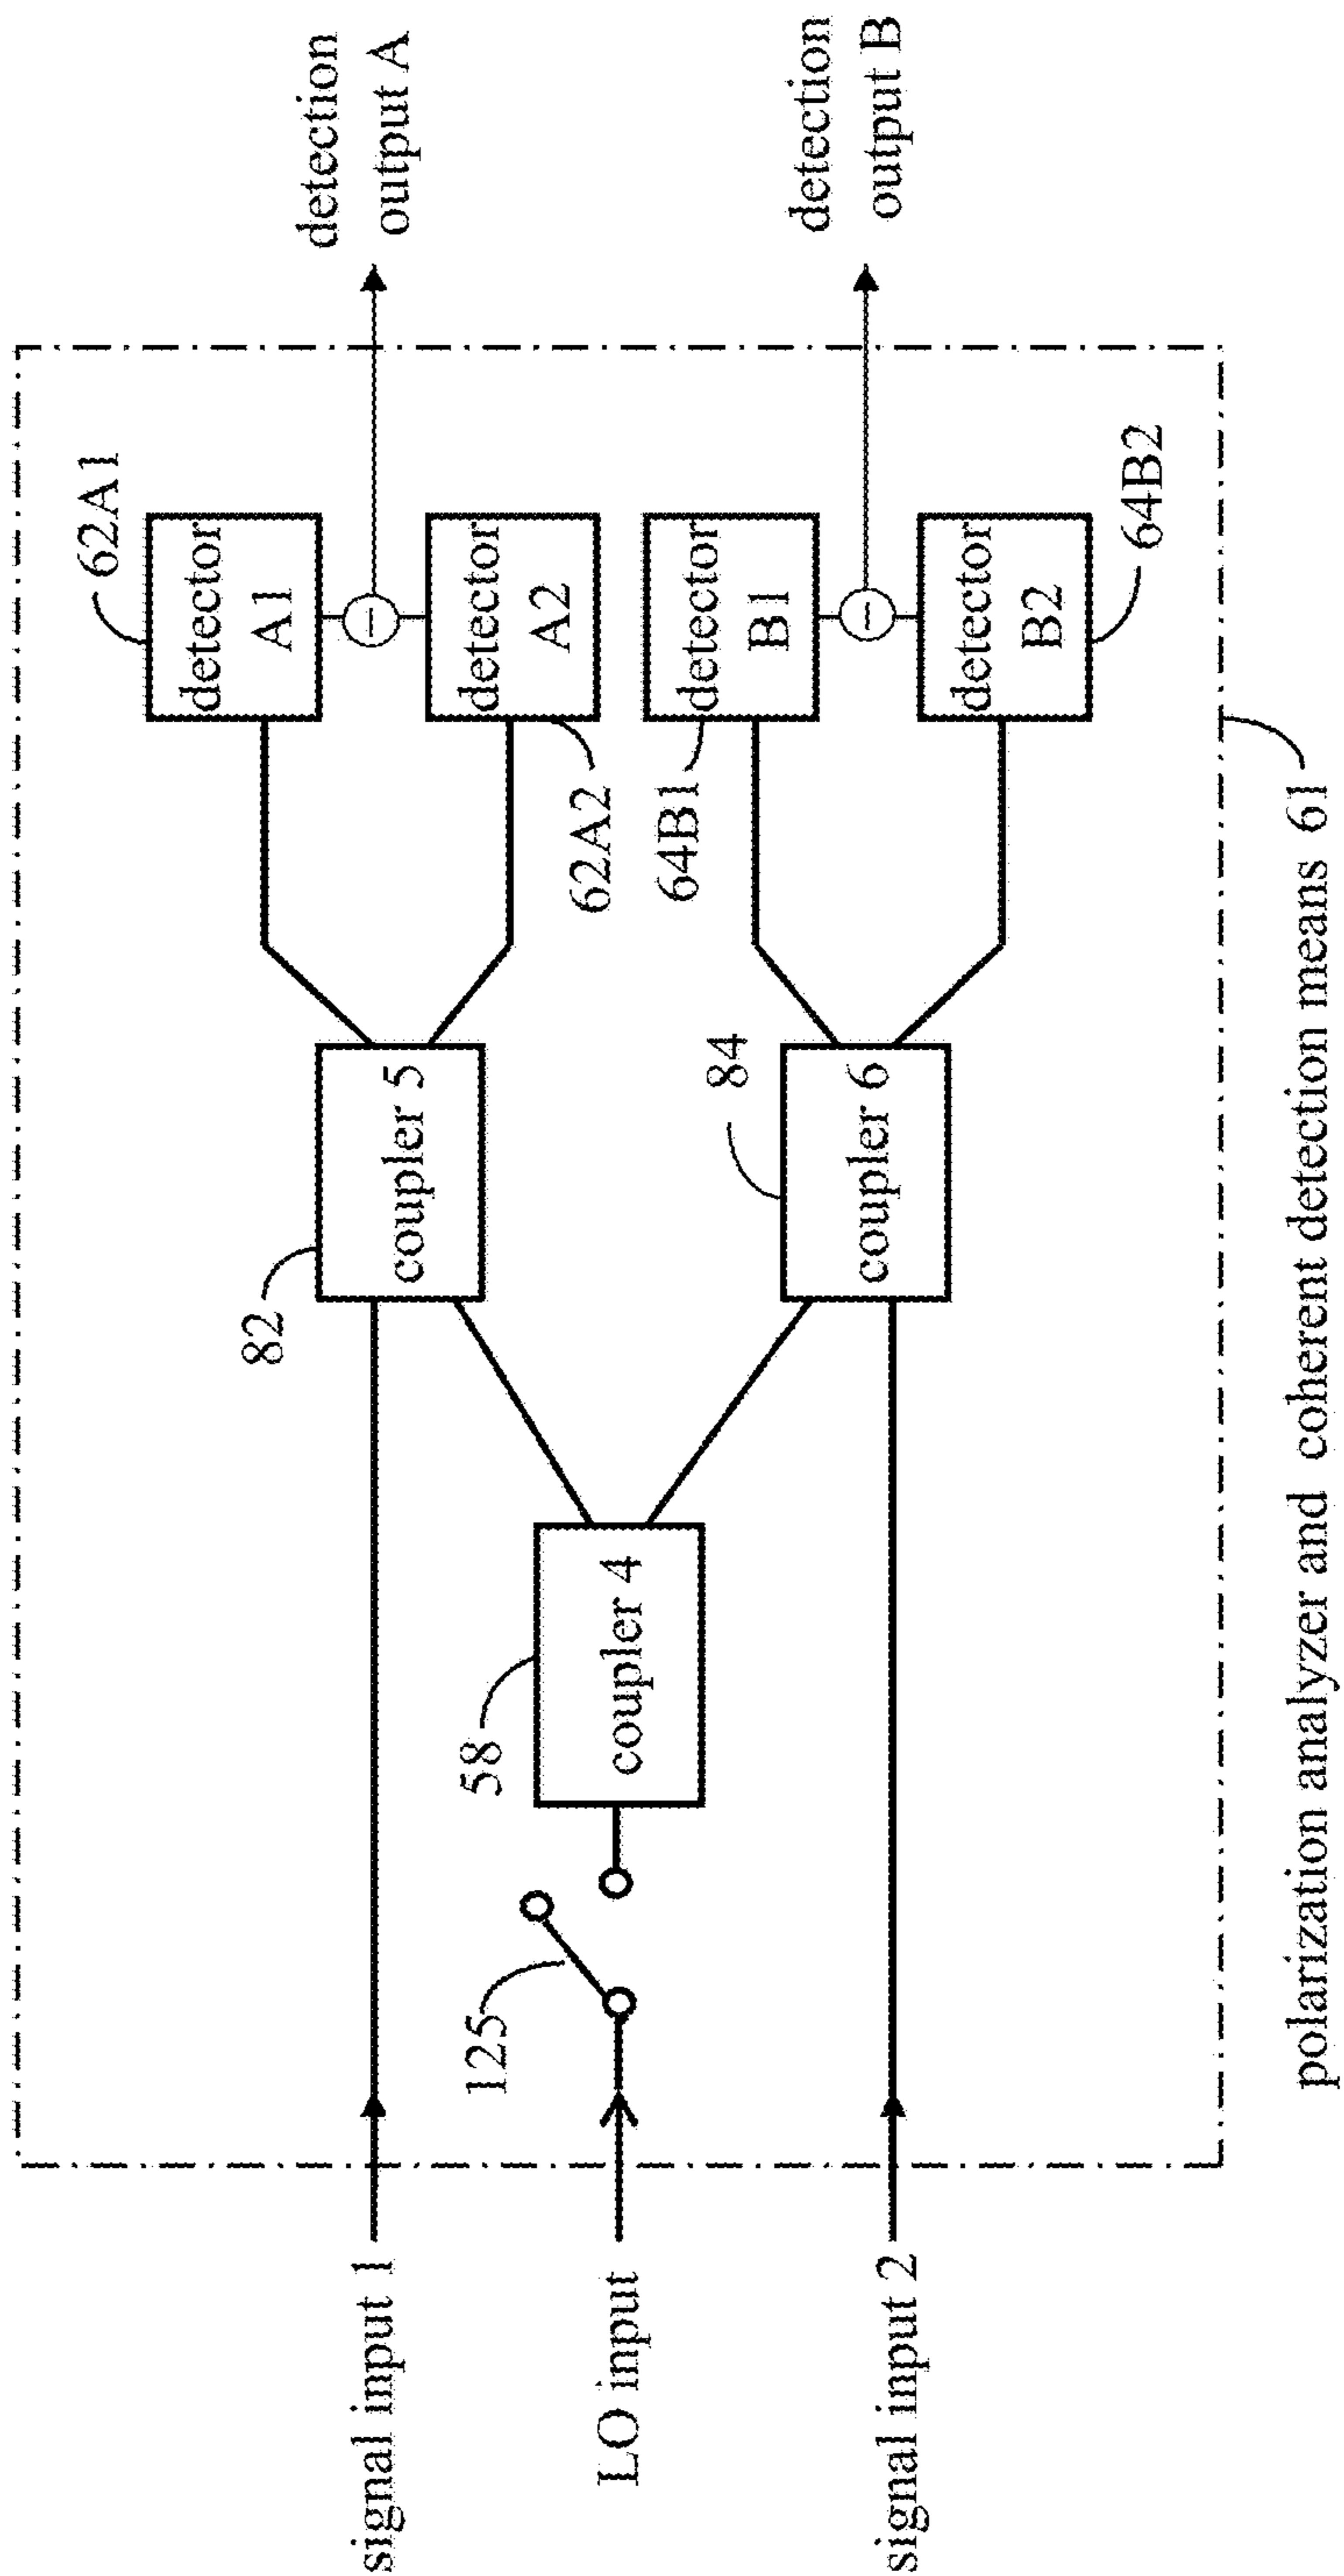 signal input 1
LO input
signal input 2
125
58
coupler 4
82
coupler 5
84
coupler 6
62A1
detector
A1
62A2
detector
A2
64B1
detector
B1
64B2
detector
B2
detection
output A
detection
output B
polarization analyzer and coherent detection means 61